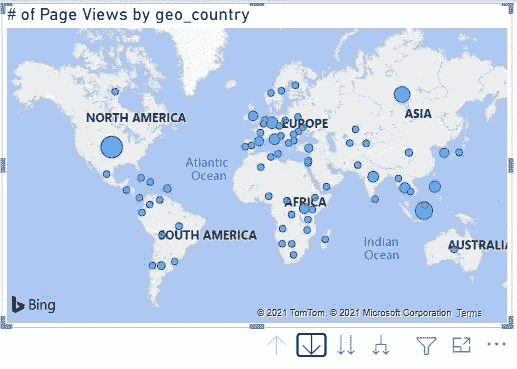 # of Page Views by geo_country
NORTH AMERICA
EUROPE
ASIA
Atlantic
Ocean
AFRICA
SOUTH AMERICA
Indian
Ocean
AUSTRALIA
Bing
© 2021 TomTom, © 2021 Microsoft Corporation Terms